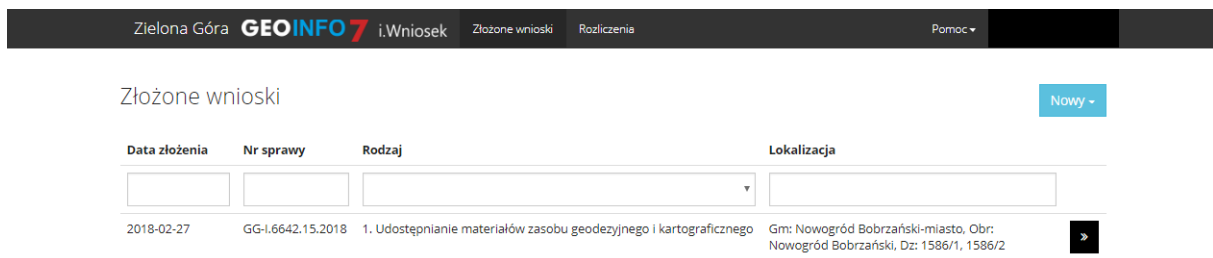 Zielona Góra GEOINFO 7 i.Wniosek Złożone wnioski Rozliczenia Pomoc
Złożone wnioski
Nowy
Data złożenia Nr sprawy Rodzaj Lokalizacja
2018-02-27 GG-I.6642.15.2018 1. Udostępnianie materiałów zasobu geodezyjnego i kartograficznego Gm: Nowogród Bobrzański-miasto, Obr:
Nowogród Bobrzański, Dz: 1586/1, 1586/2